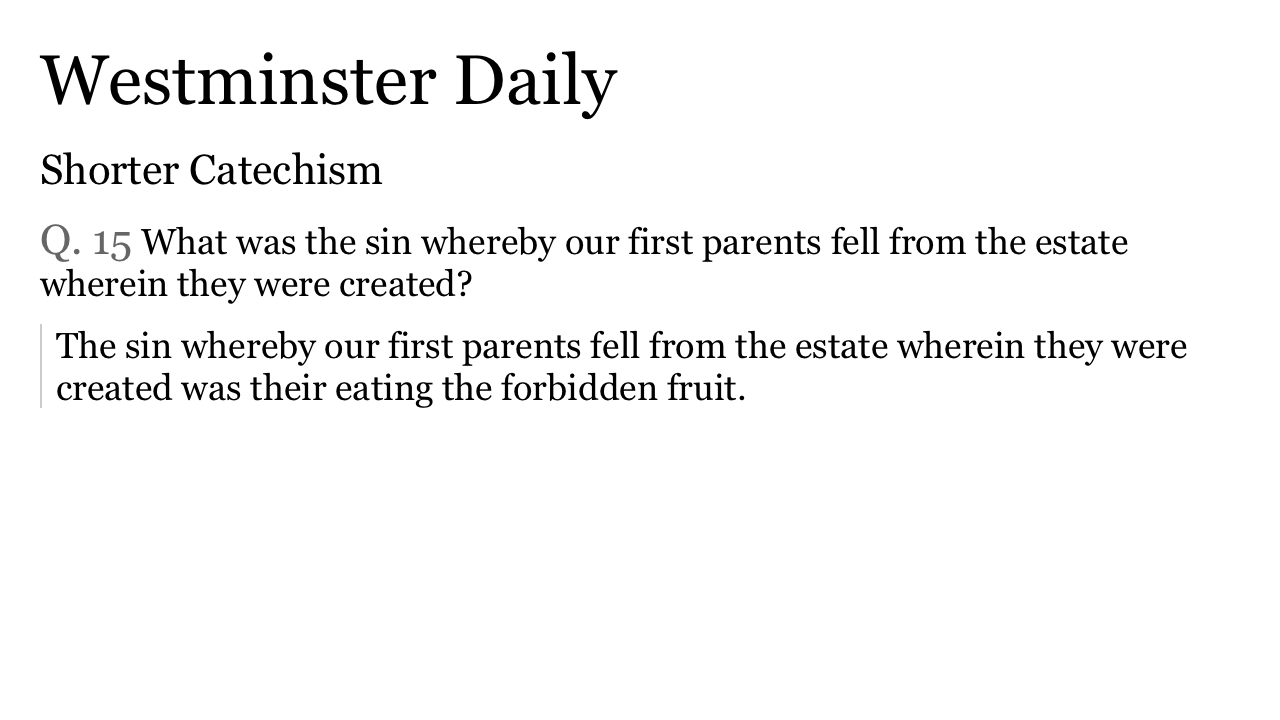 Westminster Daily
Shorter Catechism
Q. 15 What was the sin whereby our first parents fell from the estate
wherein they were created?
The sin whereby our first parents fell from the estate wherein they were
created was their eating the forbidden fruit.